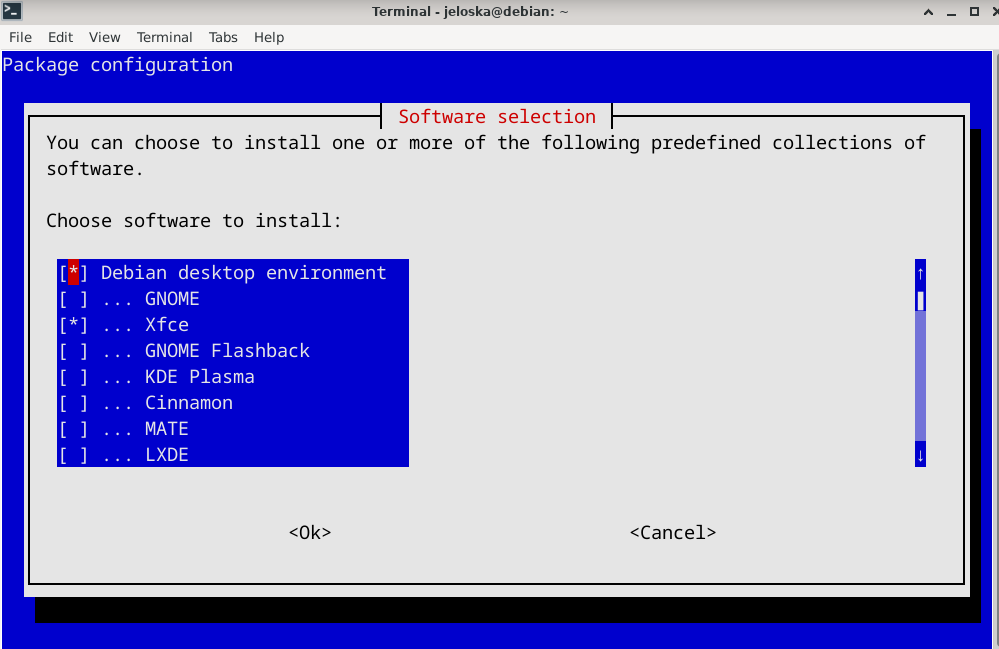 Terminal - jeloska@debian: ~
File Edit View Terminal Tabs Help
Package configuration
Software selection
You can choose to install one or more of the following predefined collections of
software.
Choose software to install:
[*] Debian desktop environment
[ ] ... GNOME
[*] ... Xfce
[ ] ... GNOME Flashback
[ ] ... KDE Plasma
[ ] ... Cinnamon
[ ] ... MATE
[ ] ... LXDE
<Ok> <Cancel>